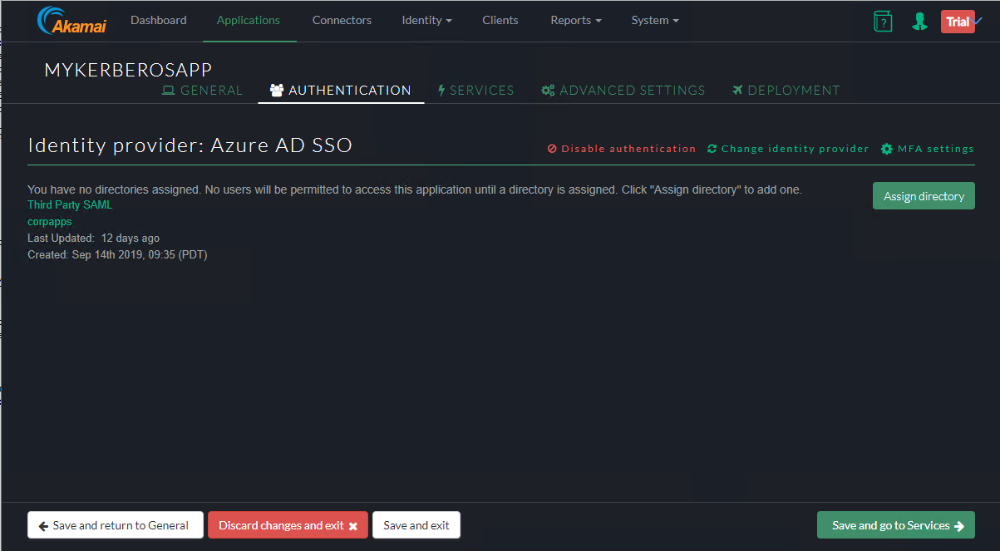 Akamai Dashboard Applications Connectors Identity Clients Reports System ? Trial
MYKERBEROSAPP
GENERAL AUTHENTICATION SERVICES ADVANCED SETTINGS DEPLOYMENT
Identity provider: Azure AD SSO Disable authentication Change identity provider MFA settings
You have no directories assigned. No users will be permitted to access this application until a directory is assigned. Click "Assign directory" to add one. Assign directory
Third Party SAML
corpapps
Last Updated: 12 days ago
Created: Sep 14th 2019, 09:35 (PDT)
Save and return to General Discard changes and exit Save and exit Save and go to Services